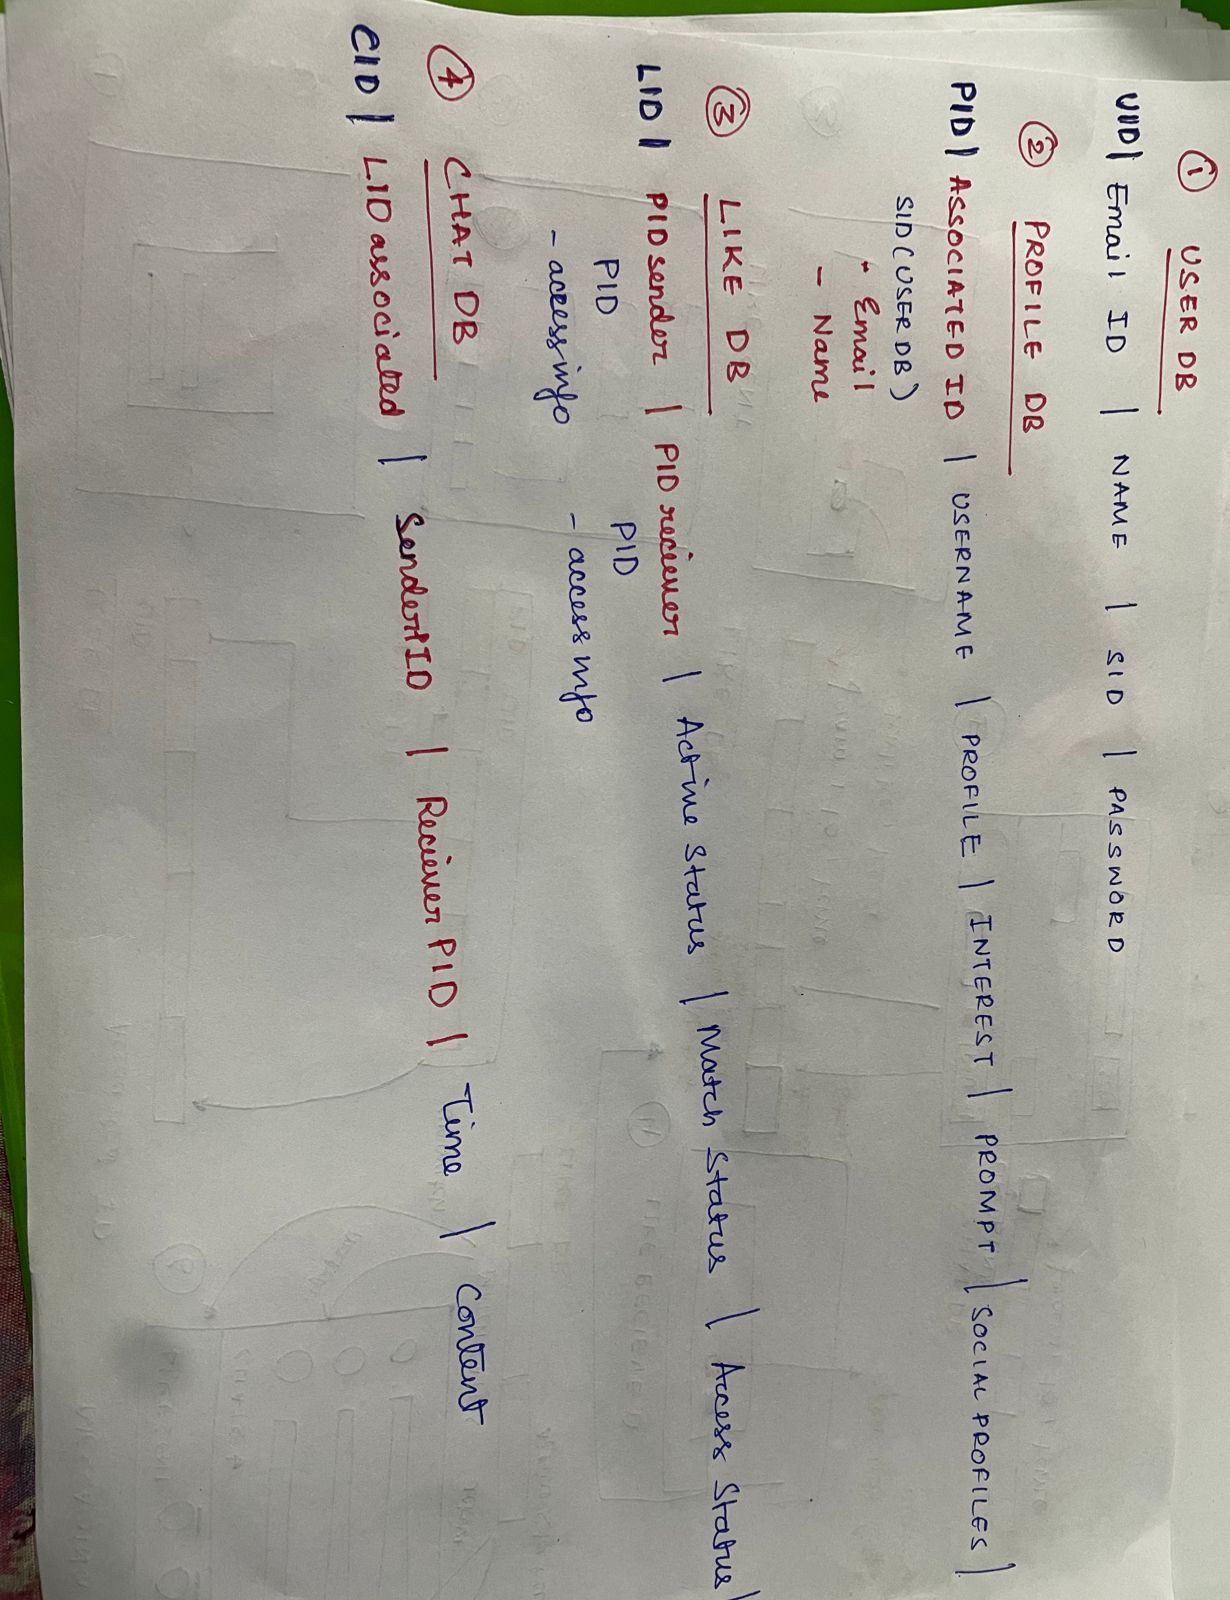 ① USER DB
UID | Email ID | NAME | SID | PASSWORD
② PROFILE DB
PID | ASSOCIATED ID | USERNAME | PROFILE | INTEREST | PROMPT | SOCIAL PROFILES |
SID (USER DB)
- Email
- Name
③ LIKE DB
LID | PID sender | PID reciever | Active Status | Match Status | Access Status |
PID PID
- access info - access info
④ CHAT DB
CID | LID associated | Sender PID | Reciever PID | Time | Content